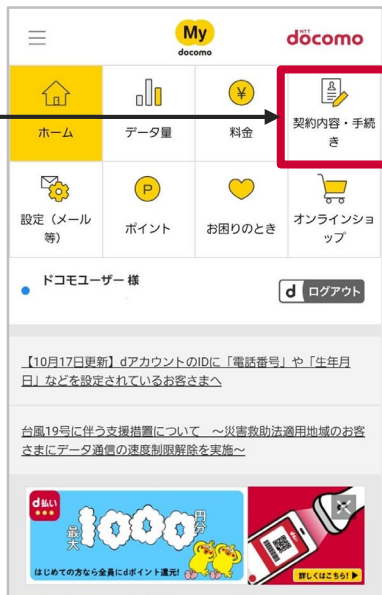 My
docomo
NTT
döcomo
ホーム
データ量
¥
料金
契約内容・手続
き
設定（メール
等）
P
ポイント
お困りのとき
オンラインショ
ップ
ドコモユーザー 様
d ログアウト
【10月17日更新】dアカウントのIDに「電話番号」や「生年月
日」などを設定されているお客さまへ
台風19号に伴う支援措置について　～災害救助法適用地域のお客
さまにデータ通信の速度制限解除を実施～
d払い
最大1000円分
はじめての方なら全員にdポイント還元!
詳しくはこちら!